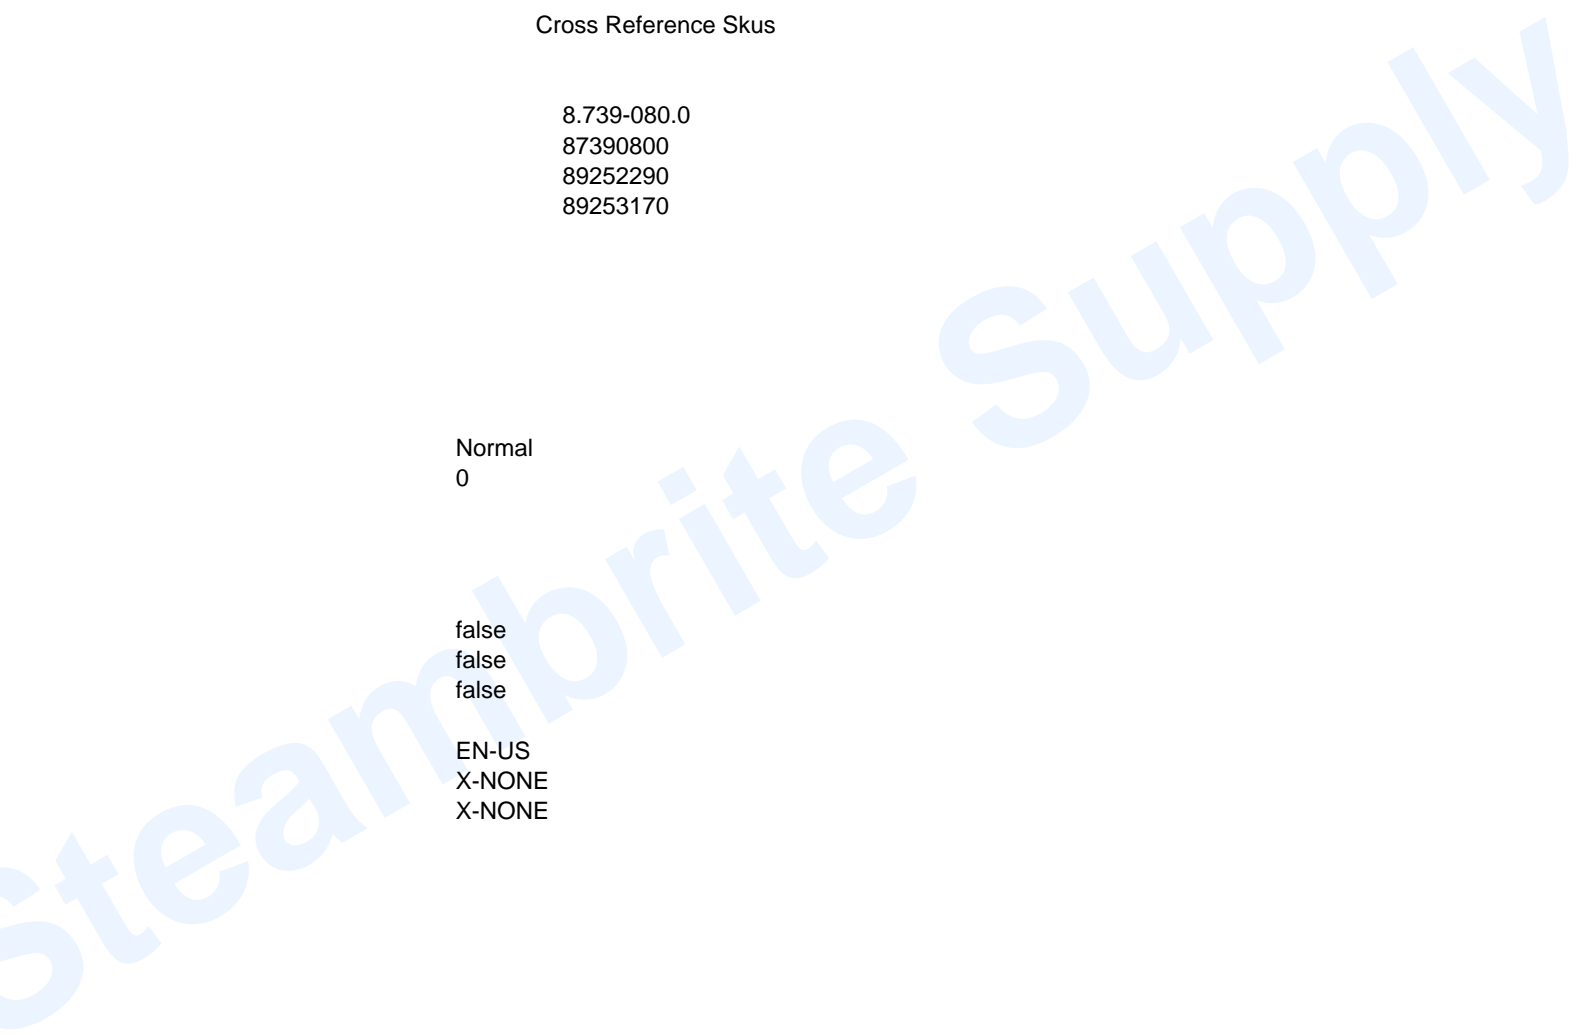 Cross Reference Skus
8.739-080.0
87390800
89252290
89253170
Normal
0
false
false
false
EN-US
X-NONE
X-NONE
Steambrite Supply